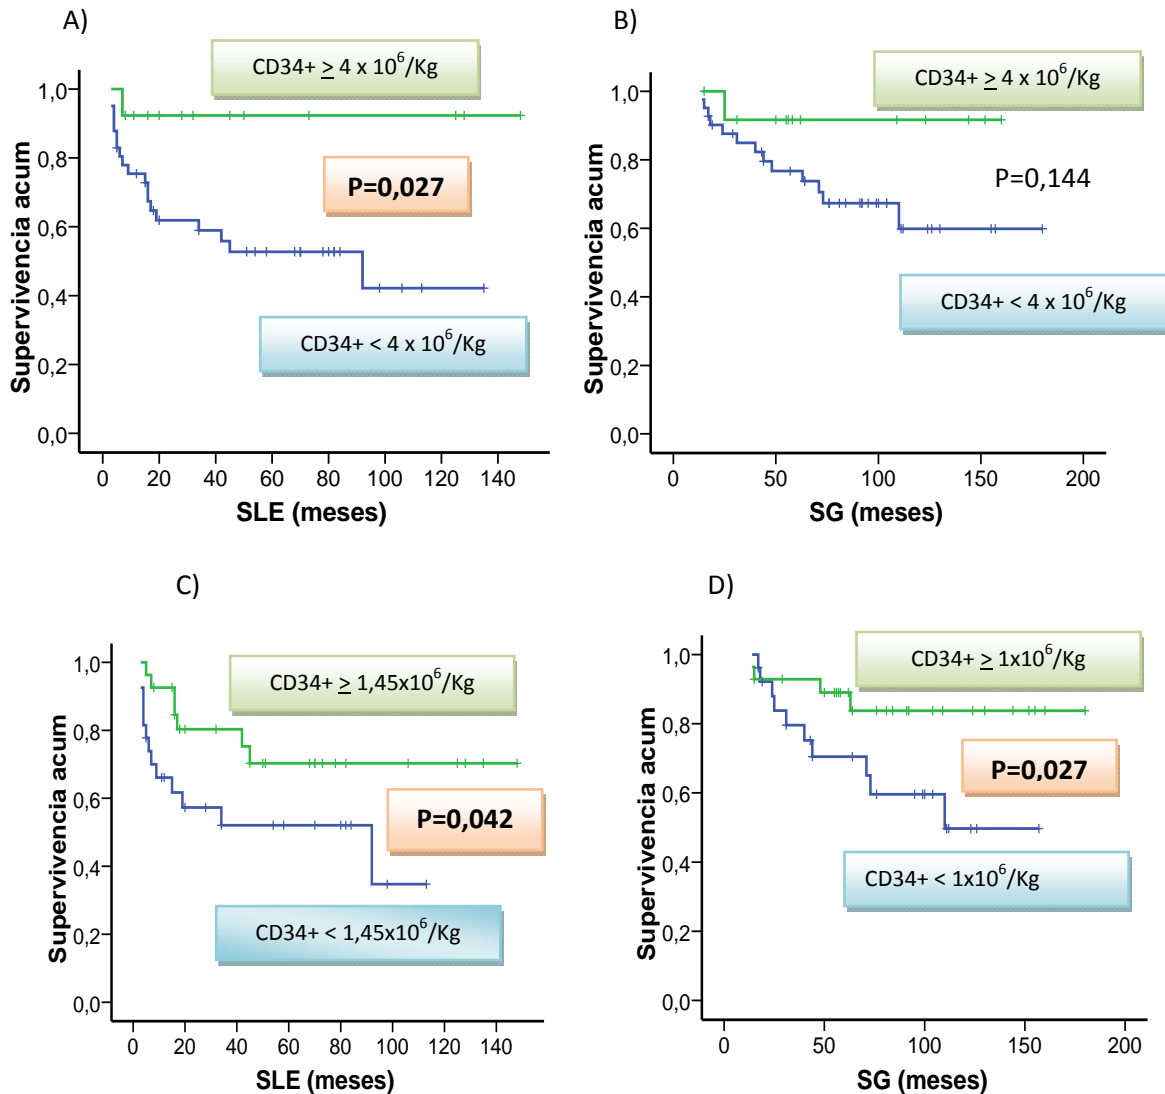 A)
CD34+ ≥ 4 x 10⁶/Kg
P=0,027
CD34+ < 4 x 10⁶/Kg
Supervivencia acum
1,0
0,8
0,6
0,4
0,2
0,0
0 20 40 60 80 100 120 140
SLE (meses)
B)
CD34+ ≥ 4 x 10⁶/Kg
P=0,144
CD34+ < 4 x 10⁶/Kg
Supervivencia acum
1,0
0,8
0,6
0,4
0,2
0,0
0 50 100 150 200
SG (meses)
C)
CD34+ ≥ 1,45x10⁶/Kg
P=0,042
CD34+ < 1,45x10⁶/Kg
Supervivencia acum
1,0
0,8
0,6
0,4
0,2
0,0
0 20 40 60 80 100 120 140
SLE (meses)
D)
CD34+ ≥ 1x10⁶/Kg
P=0,027
CD34+ < 1x10⁶/Kg
Supervivencia acum
1,0
0,8
0,6
0,4
0,2
0,0
0 50 100 150 200
SG (meses)